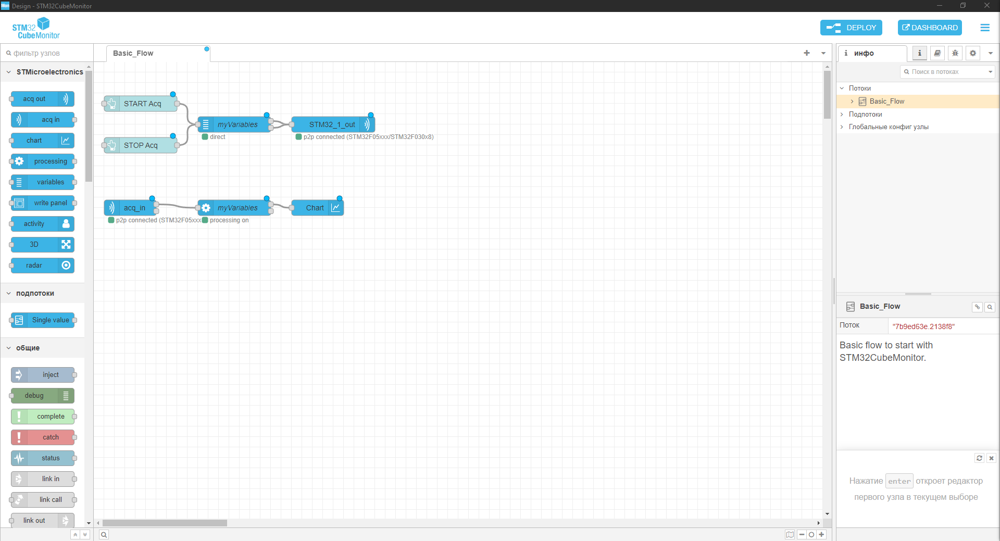 Mon Design - STM32CubeMonitor
STM32
CubeMonitor
DEPLOY
DASHBOARD
фильтр узлов
Basic_Flow
инфо
STMicroelectronics
acq out
acq in
chart
processing
variables
write panel
activity
3D
radar
подпотоки
Single value
общие
inject
debug
complete
catch
status
link in
link call
link out
START Acq
STOP Acq
myVariables
direct
STM32_1_out
p2p connected (STM32F05xxx/STM32F030x8)
acq_in
p2p connected (STM32F05xxx
myVariables
processing on
Chart
Поиск в потоках
Потоки
Basic_Flow
Подпотоки
Глобальные конфиг узлы
Basic_Flow
Поток
"7b9ed63e.2138f8"
Basic flow to start with
STM32CubeMonitor.
Нажатие enter откроет редактор
первого узла в текущем выборе